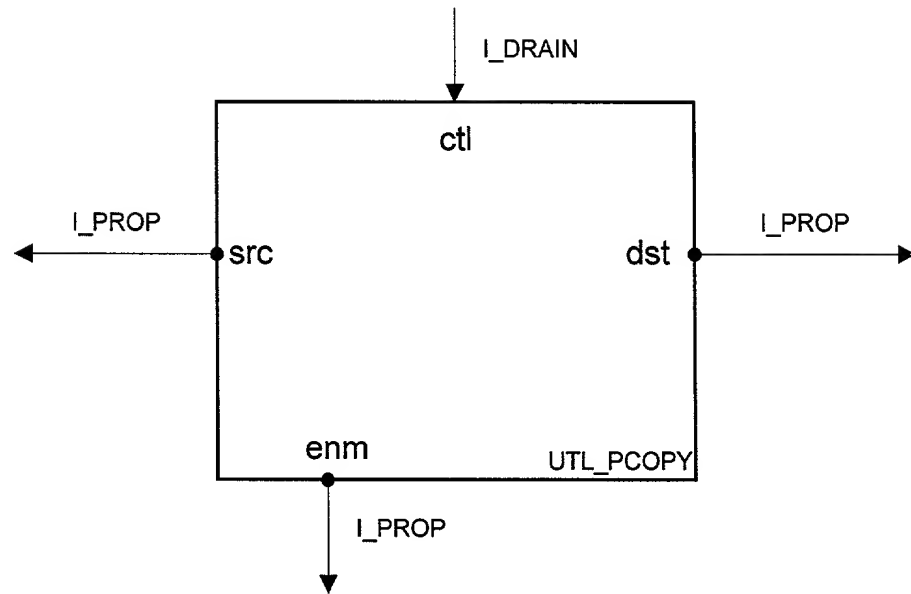 I_DRAIN
ctl
I_PROP
I_PROP
src
dst
enm
UTL_PCOPY
I_PROP